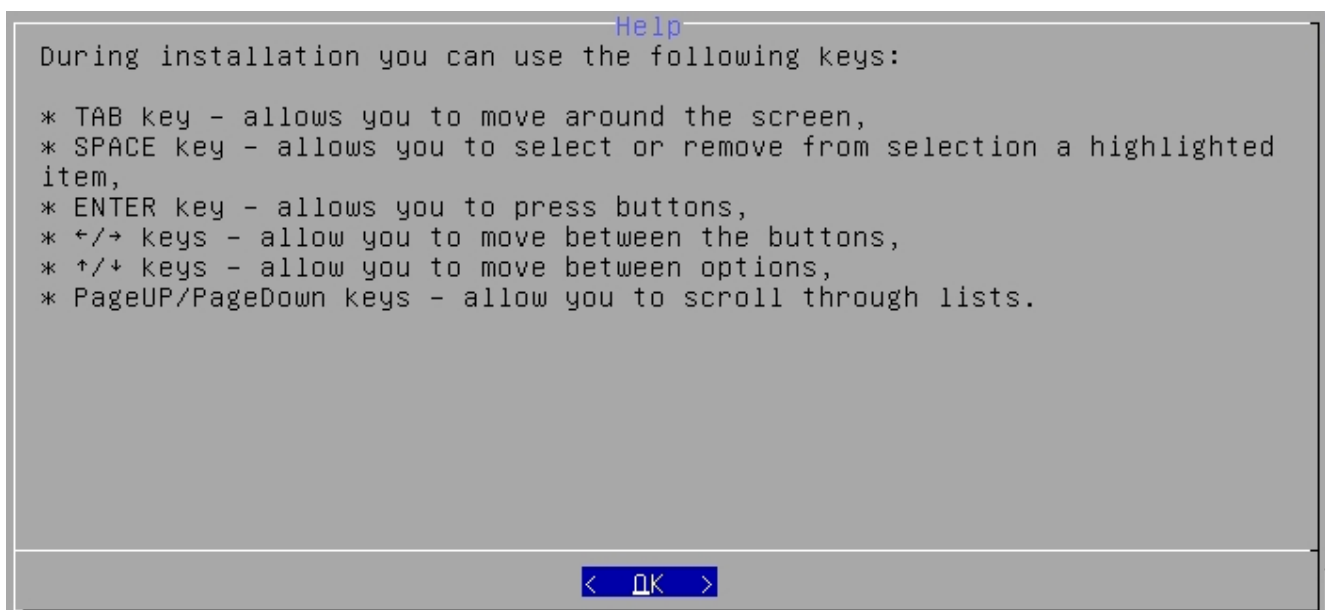 Help
During installation you can use the following keys:
* TAB key – allows you to move around the screen,
* SPACE key – allows you to select or remove from selection a highlighted
item,
* ENTER key – allows you to press buttons,
* ←/→ keys – allow you to move between the buttons,
* ↑/↓ keys – allow you to move between options,
* PageUP/PageDown keys – allow you to scroll through lists.
< OK >